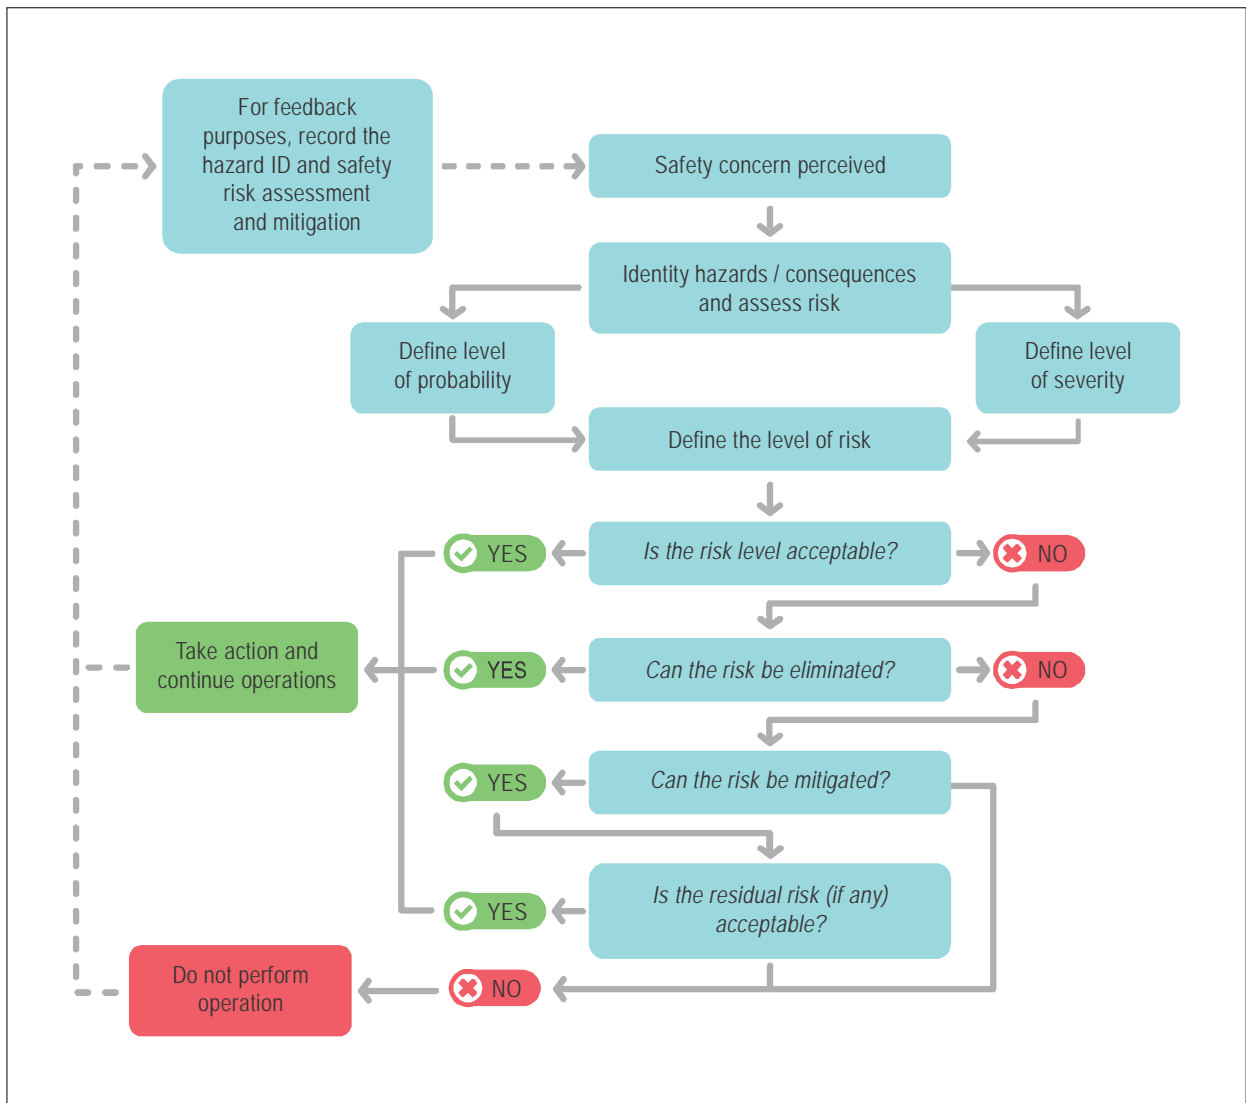 For feedback
purposes, record the
hazard ID and safety
risk assessment
and mitigation
Safety concern perceived
Identity hazards / consequences
and assess risk
Define level
of probability
Define level
of severity
Define the level of risk
YES
Is the risk level acceptable?
NO
Take action and
continue operations
YES
Can the risk be eliminated?
NO
YES
Can the risk be mitigated?
YES
Is the residual risk (if any)
acceptable?
Do not perform
operation
NO